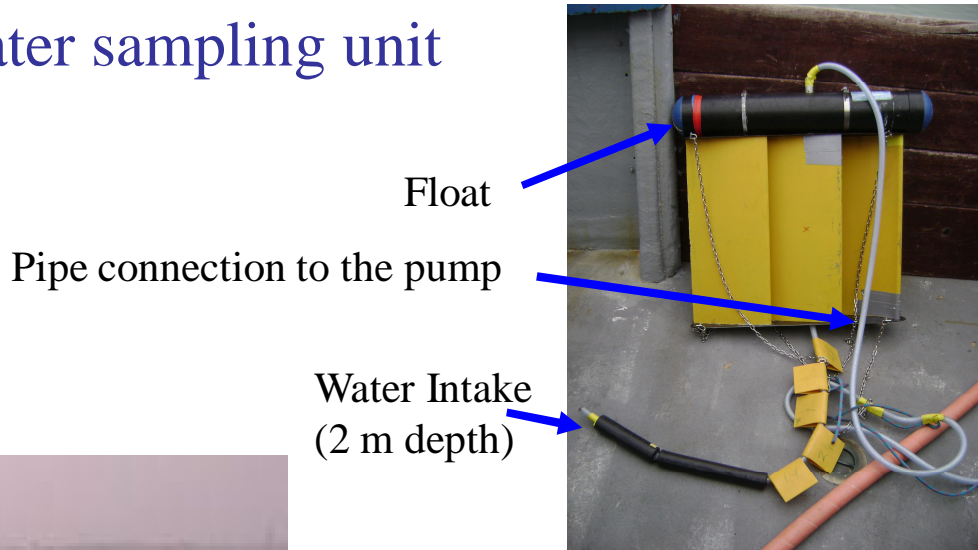 ater sampling unit
Float
Pipe connection to the pump
Water Intake
(2 m depth)